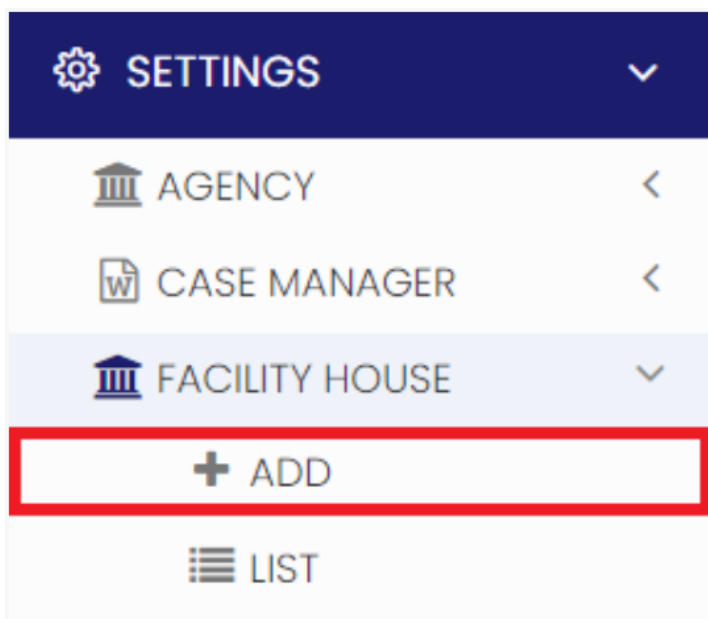 SETTINGS
AGENCY
CASE MANAGER
FACILITY HOUSE
ADD
LIST